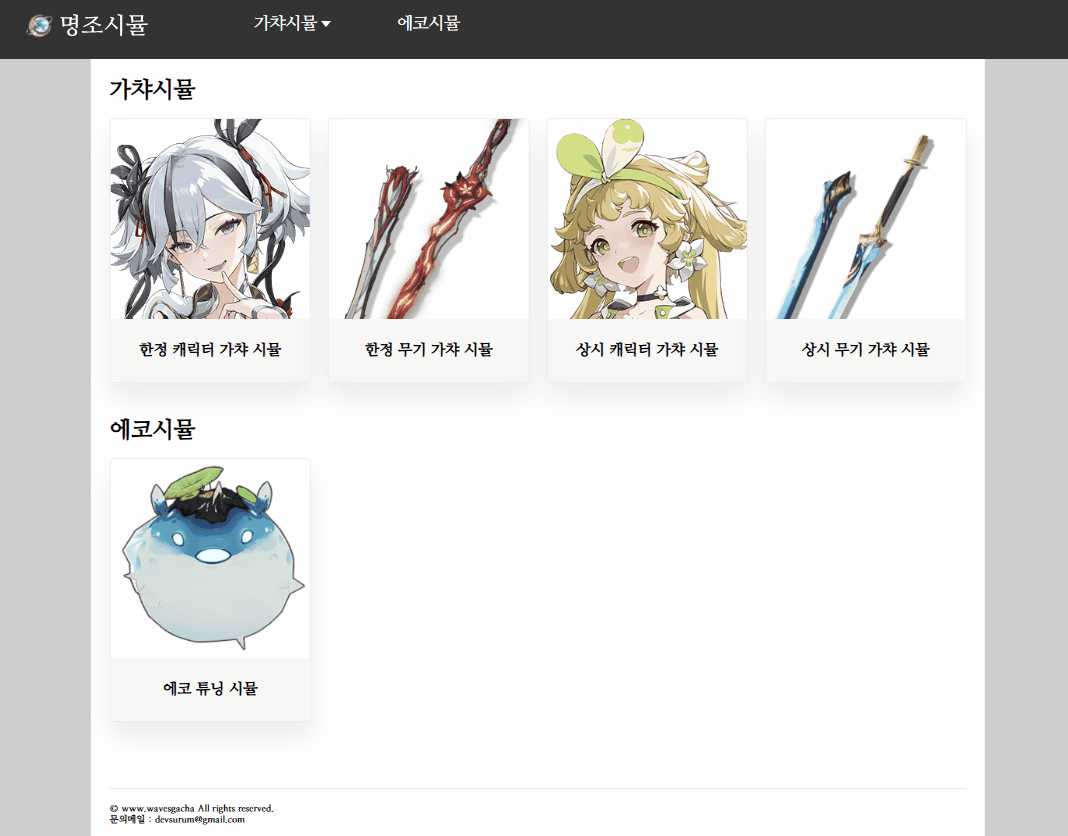 명조시뮬
가챠시뮬
에코시뮬
가챠시뮬
한정 캐릭터 가챠 시뮬
한정 무기 가챠 시뮬
상시 캐릭터 가챠 시뮬
상시 무기 가챠 시뮬
에코시뮬
에코 튜닝 시뮬
© www.wavesgacha All rights reserved.
문의메일 : devsurum@gmail.com